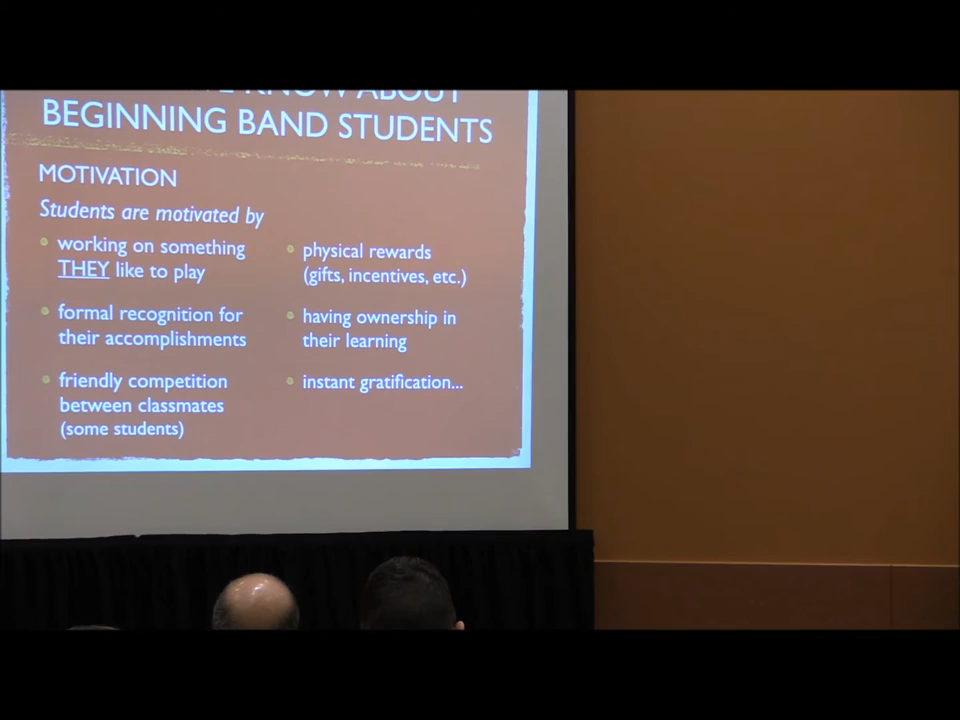 KNOW ABOUT
BEGINNING BAND STUDENTS
MOTIVATION
Students are motivated by
working on something
THEY like to play
formal recognition for
their accomplishments
friendly competition
between classmates
(some students)
physical rewards
(gifts, incentives, etc.)
having ownership in
their learning
instant gratification...